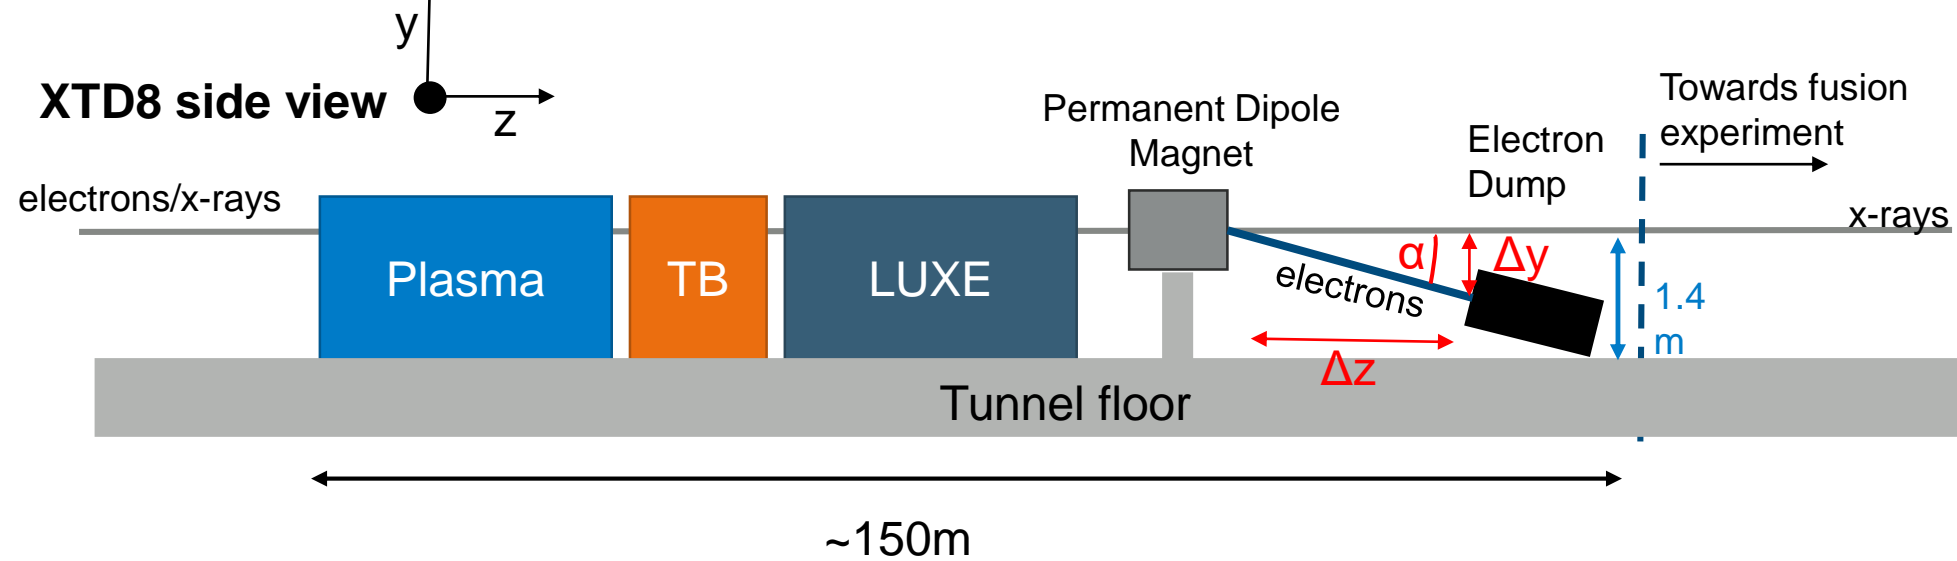 y
XTD8 side view
z
Towards fusion
experiment
Permanent Dipole
Magnet
Electron
Dump
electrons/x-rays
x-rays
Plasma
TB
LUXE
α
Δy
electrons
1.4
m
Δz
Tunnel floor
~150m